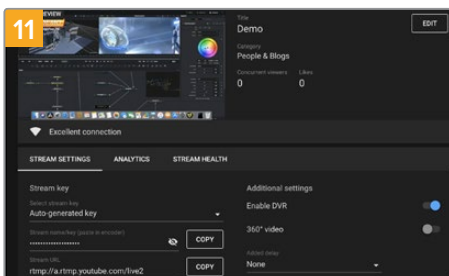 11
PREVIEW
Title
Demo
EDIT
Category
People & Blogs
Concurrent viewers Likes
0 0
Excellent connection
STREAM SETTINGS ANALYTICS STREAM HEALTH
Stream key
Additional settings
Select stream key
Auto-generated key
Enable DVR
Stream name/key (paste in encoder)
COPY
360° video
Stream URL
rtmp://a.rtmp.youtube.com/live2
COPY
Added delay
None